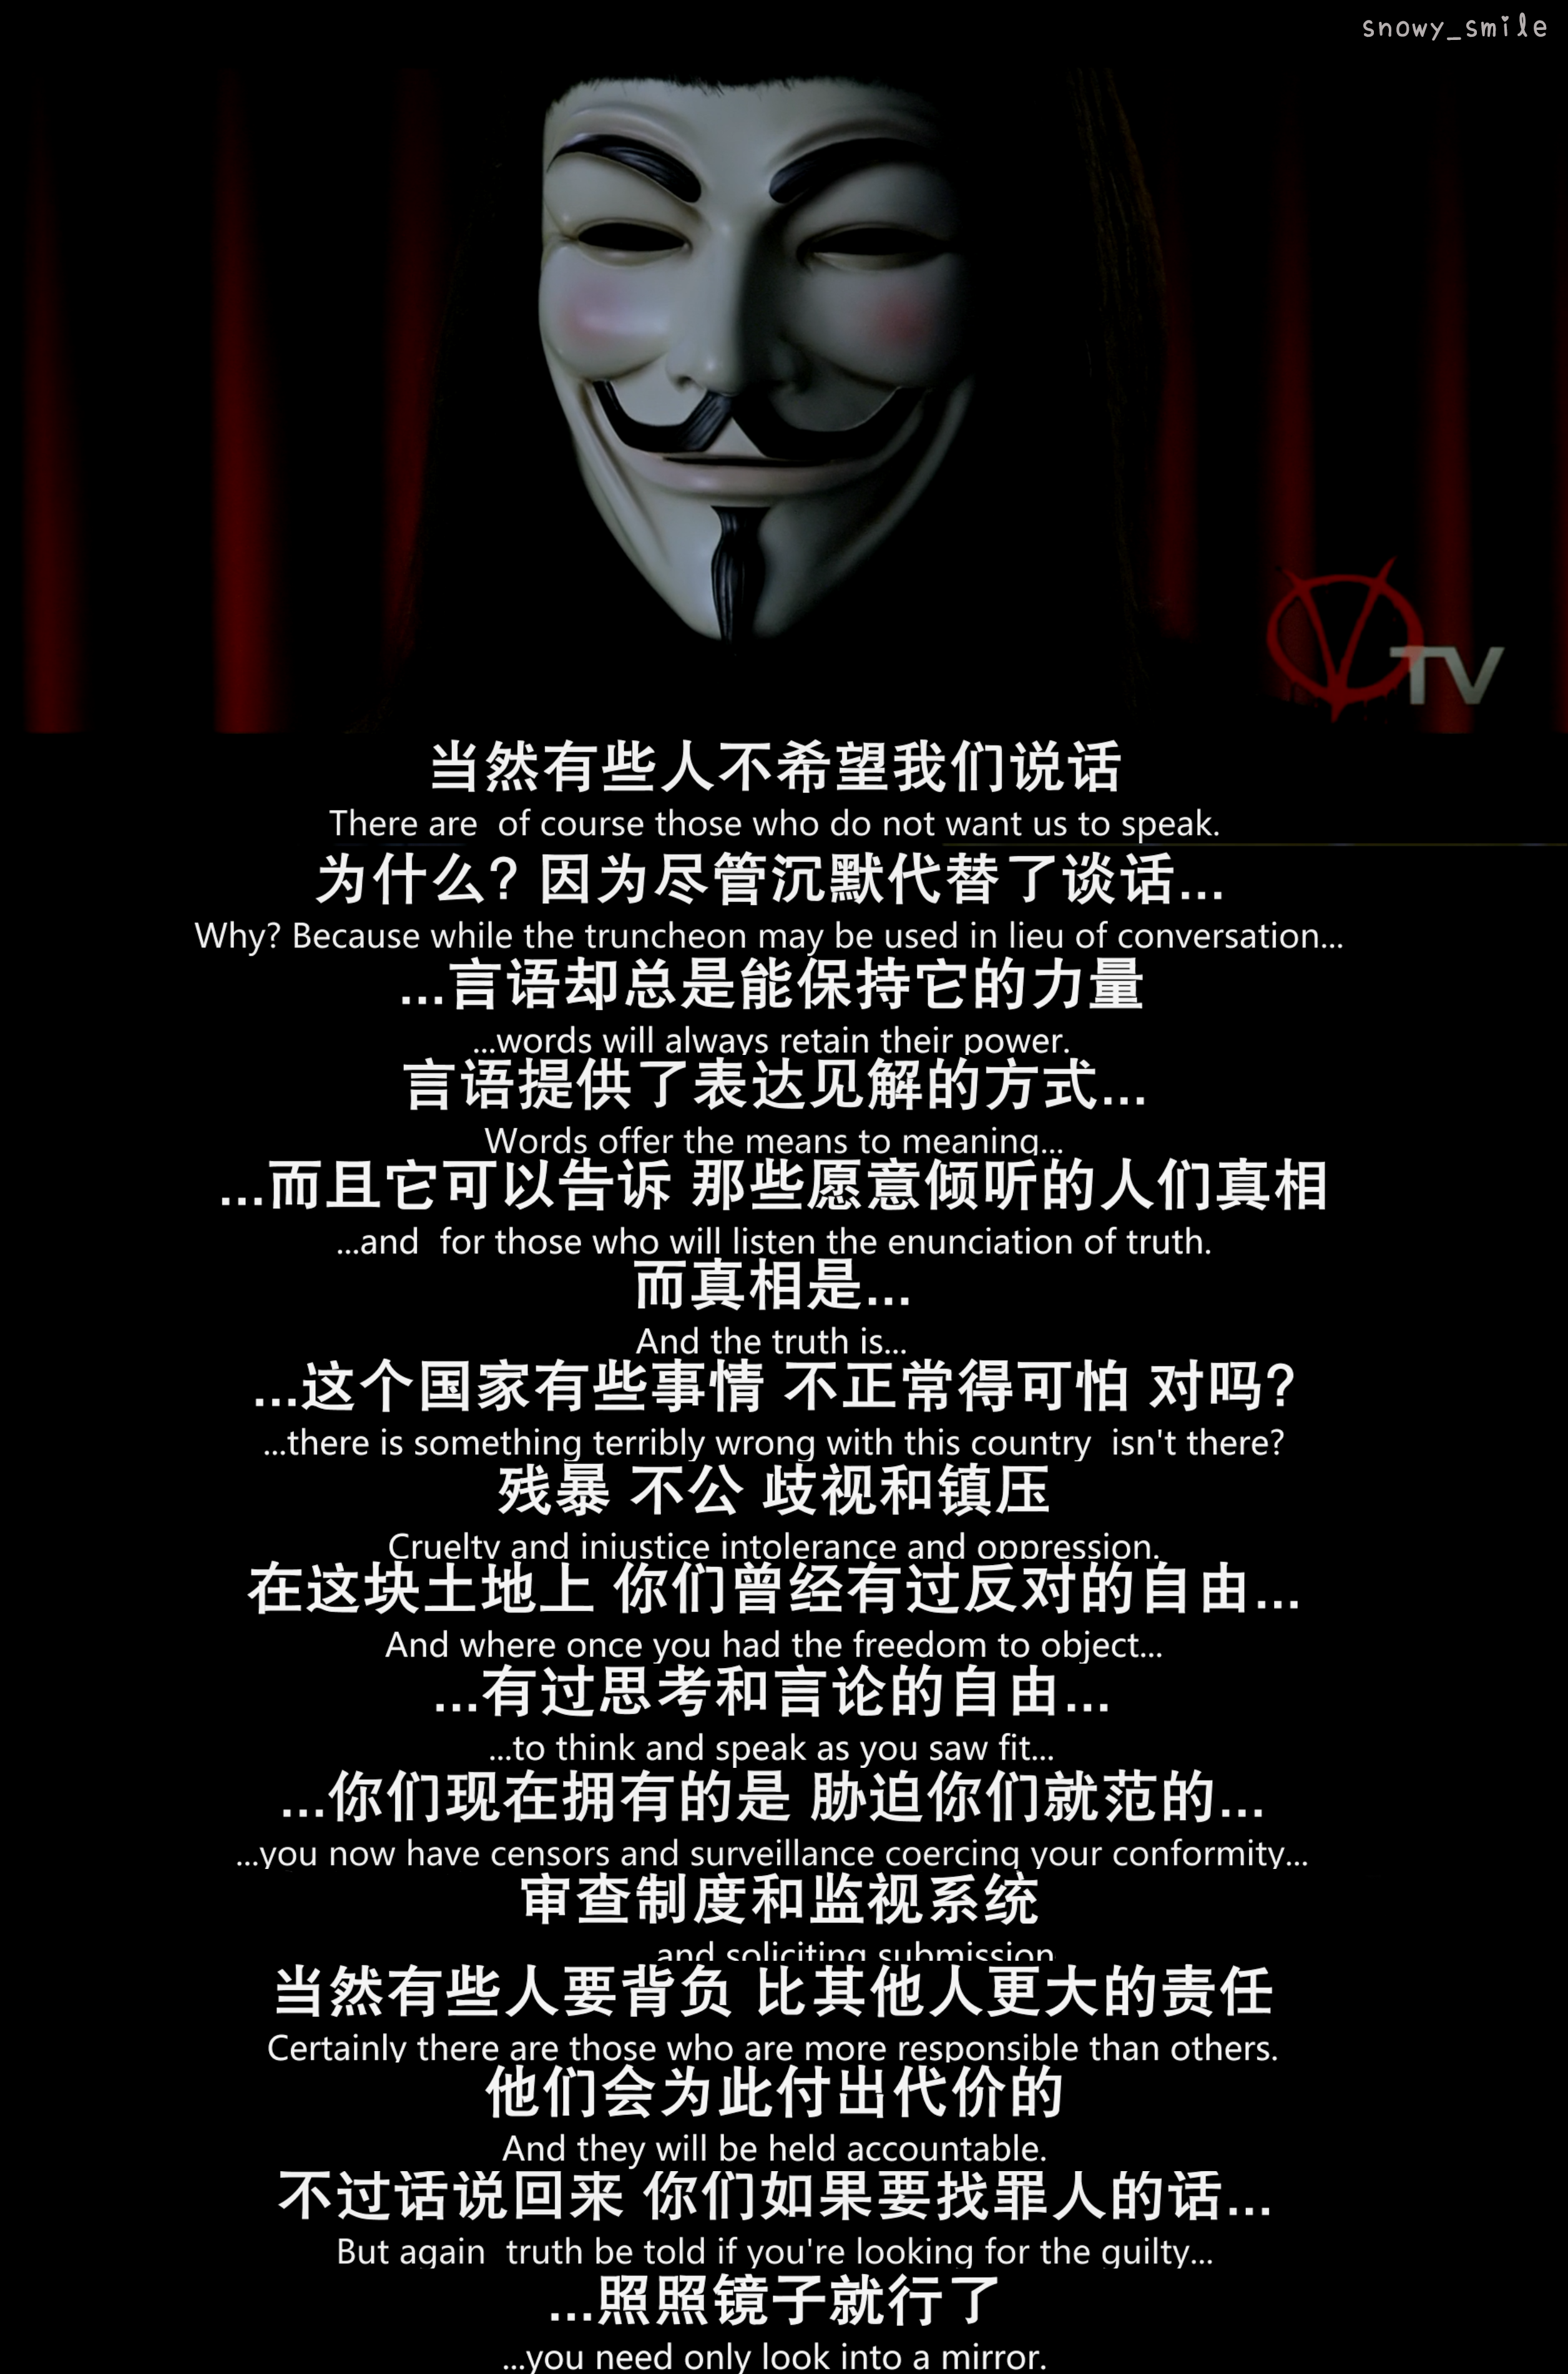 snowy_smile
V TV
当然有些人不希望我们说话
There are  of course those who do not want us to speak.
为什么? 因为尽管沉默代替了谈话...
Why? Because while the truncheon may be used in lieu of conversation...
...言语却总是能保持它的力量
...words will always retain their power.
言语提供了表达见解的方式...
Words offer the means to meaning...
...而且它可以告诉 那些愿意倾听的人们真相
...and  for those who will listen the enunciation of truth.
而真相是...
And the truth is...
...这个国家有些事情 不正常得可怕 对吗?
...there is something terribly wrong with this country  isn't there?
残暴 不公 歧视和镇压
Cruelty and injustice intolerance and oppression.
在这块土地上 你们曾经有过反对的自由...
And where once you had the freedom to object...
...有过思考和言论的自由...
...to think and speak as you saw fit...
...你们现在拥有的是 胁迫你们就范的...
...you now have censors and surveillance coercing your conformity...
审查制度和监视系统
and soliciting submission
当然有些人要背负 比其他人更大的责任
Certainly there are those who are more responsible than others.
他们会为此付出代价的
And they will be held accountable.
不过话说回来 你们如果要找罪人的话...
But again  truth be told if you're looking for the guilty...
...照照镜子就行了
...you need only look into a mirror.